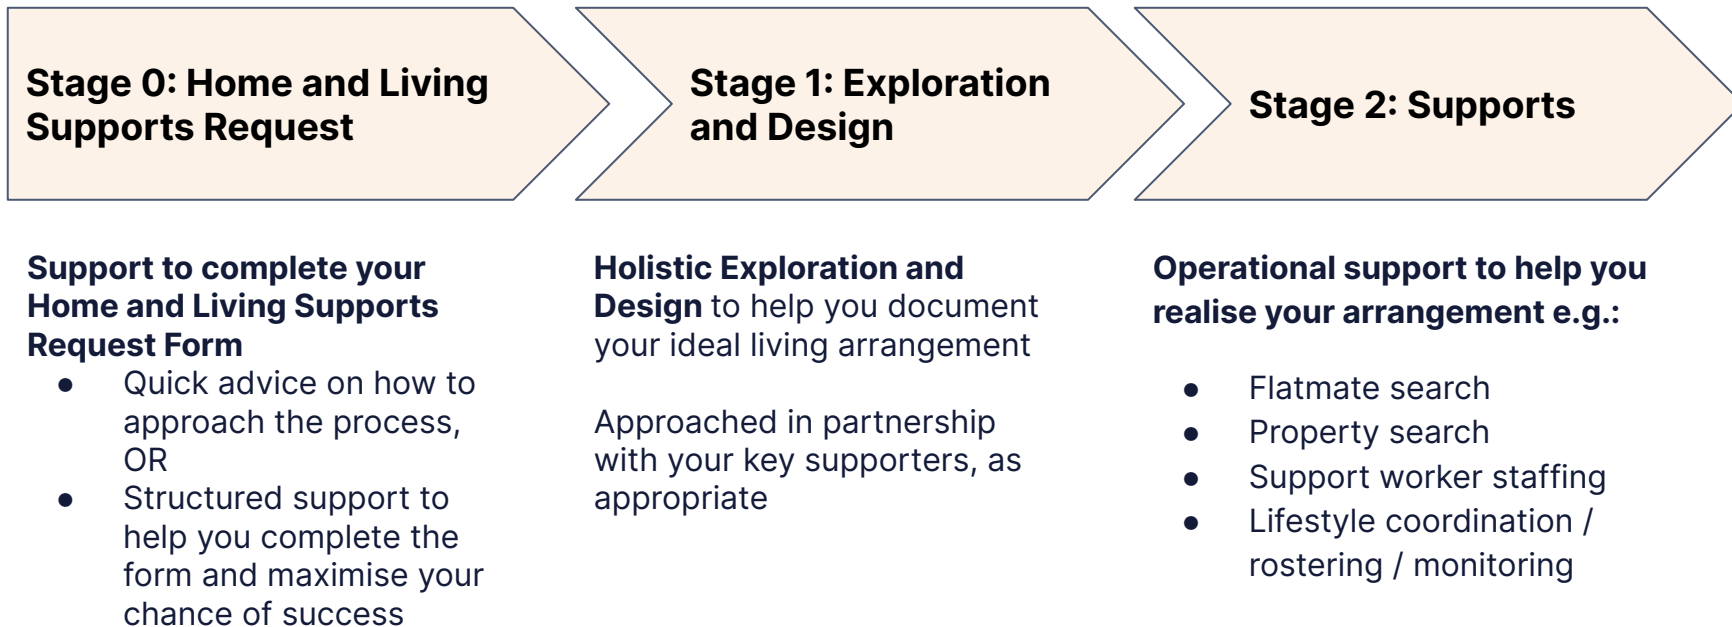 Stage 0: Home and Living
Supports Request
Stage 1: Exploration
and Design
Stage 2: Supports
Support to complete your
Home and Living Supports
Request Form
● Quick advice on how to
approach the process,
OR
● Structured support to
help you complete the
form and maximise your
chance of success
Holistic Exploration and
Design to help you document
your ideal living arrangement
Approached in partnership
with your key supporters, as
appropriate
Operational support to help you
realise your arrangement e.g.:
● Flatmate search
● Property search
● Support worker staffing
● Lifestyle coordination /
rostering / monitoring